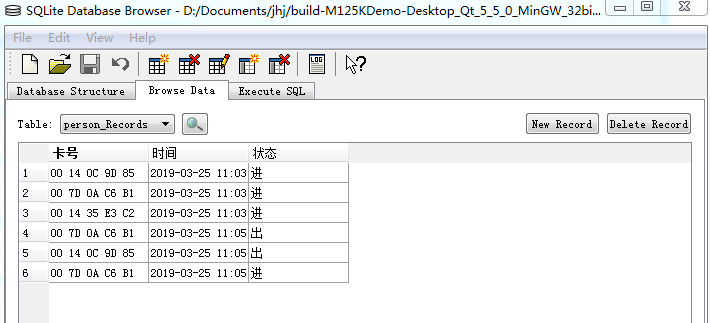 SQLite Database Browser - D:/Documents/jhj/build-M125KDemo-Desktop_Qt_5_5_0_MinGW_32bi...
File Edit View Help
LOG
Database Structure Browse Data Execute SQL
Table: person_Records New Record Delete Record
卡号 时间 状态
1 00 14 0C 9D 85 2019-03-25 11:03 进
2 00 7D 0A C6 B1 2019-03-25 11:03 进
3 00 14 35 E3 C2 2019-03-25 11:03 进
4 00 7D 0A C6 B1 2019-03-25 11:05 出
5 00 14 0C 9D 85 2019-03-25 11:05 出
6 00 7D 0A C6 B1 2019-03-25 11:05 进